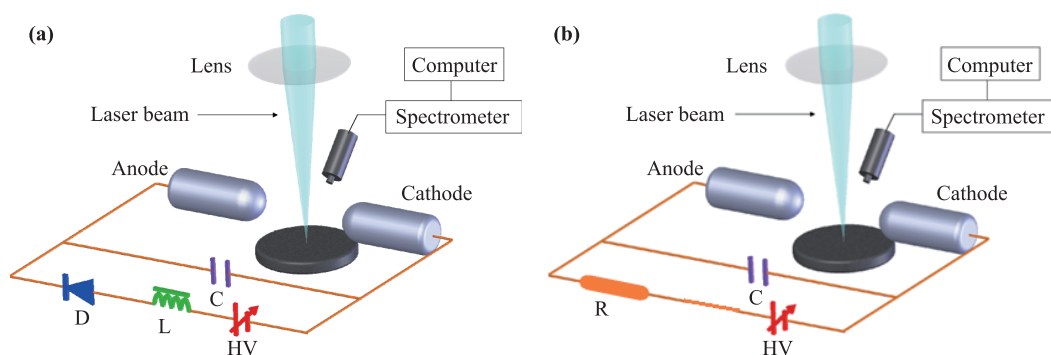 (a)
Lens
Computer
Laser beam
Spectrometer
Anode
Cathode
C
D
L
HV
(b)
Lens
Computer
Laser beam
Spectrometer
Anode
Cathode
C
R
HV